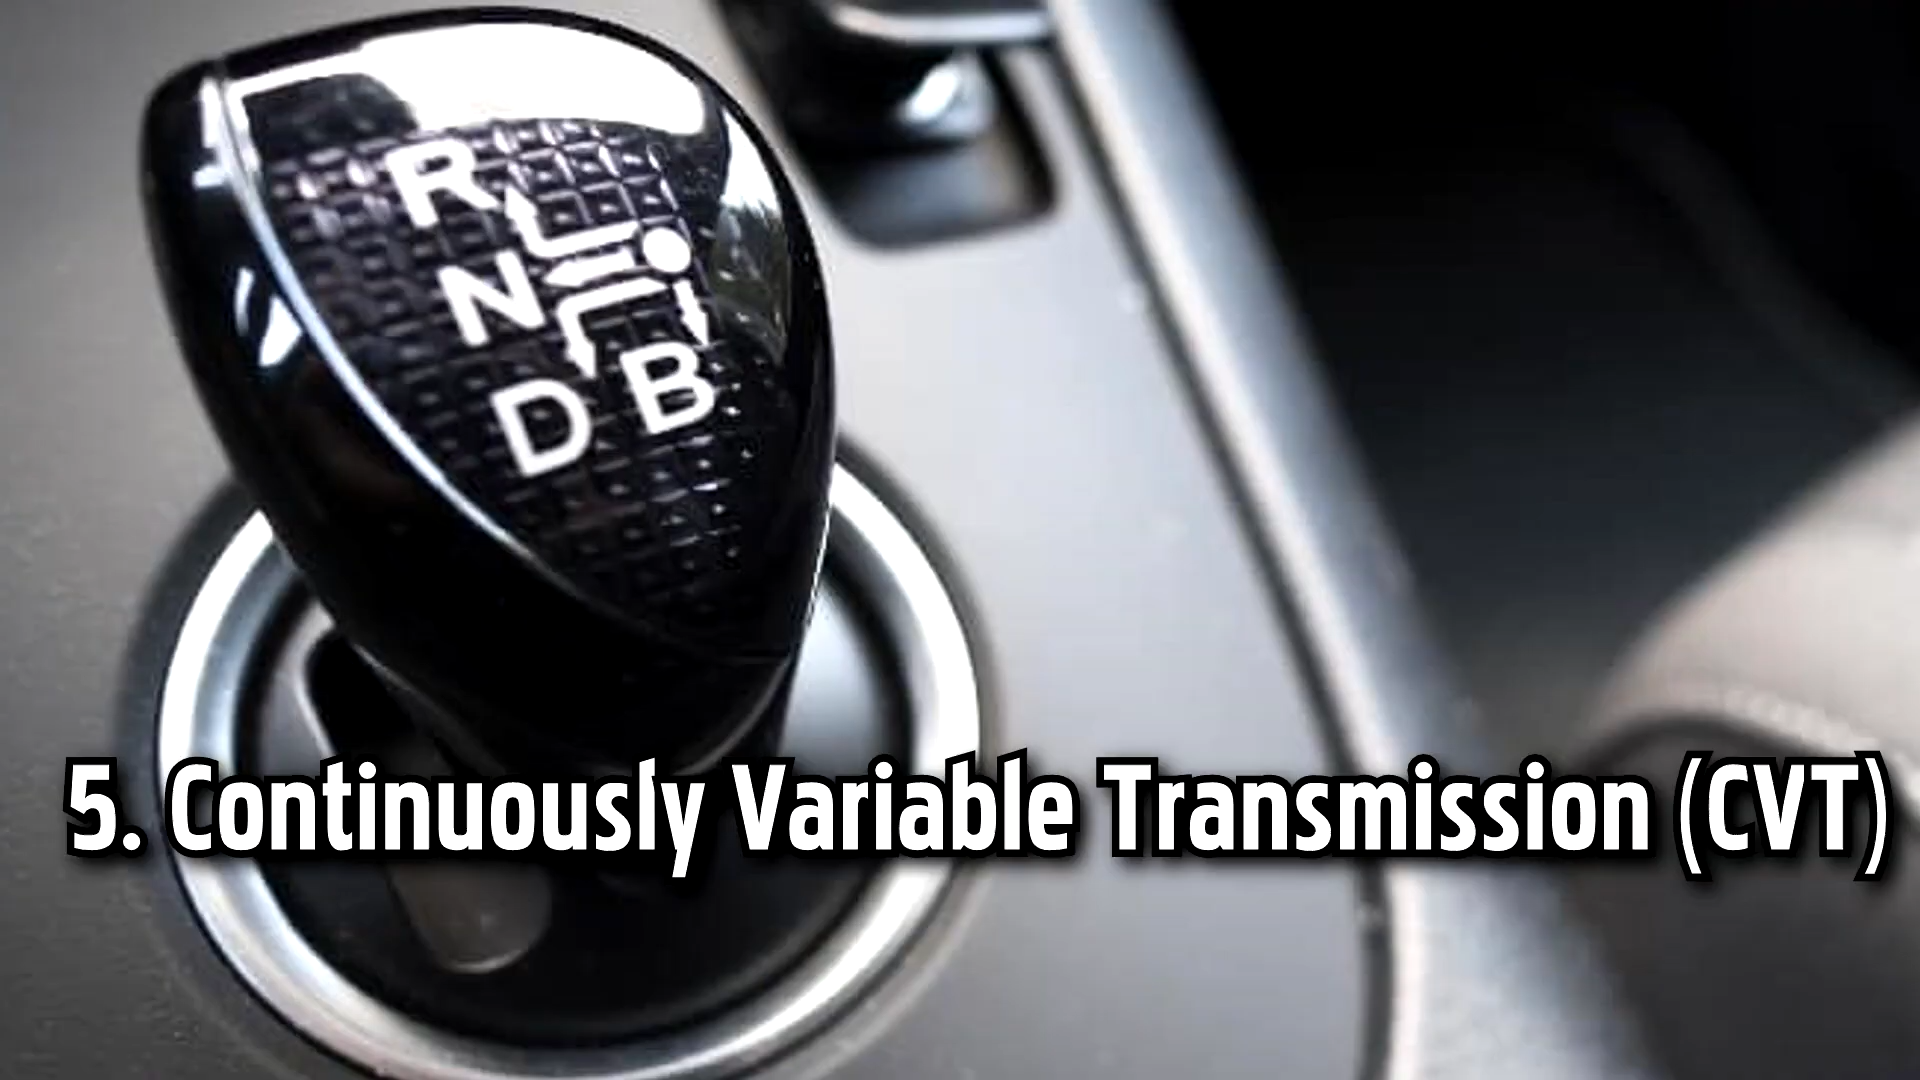 R
N
D B
5. Continuously Variable Transmission (CVT)